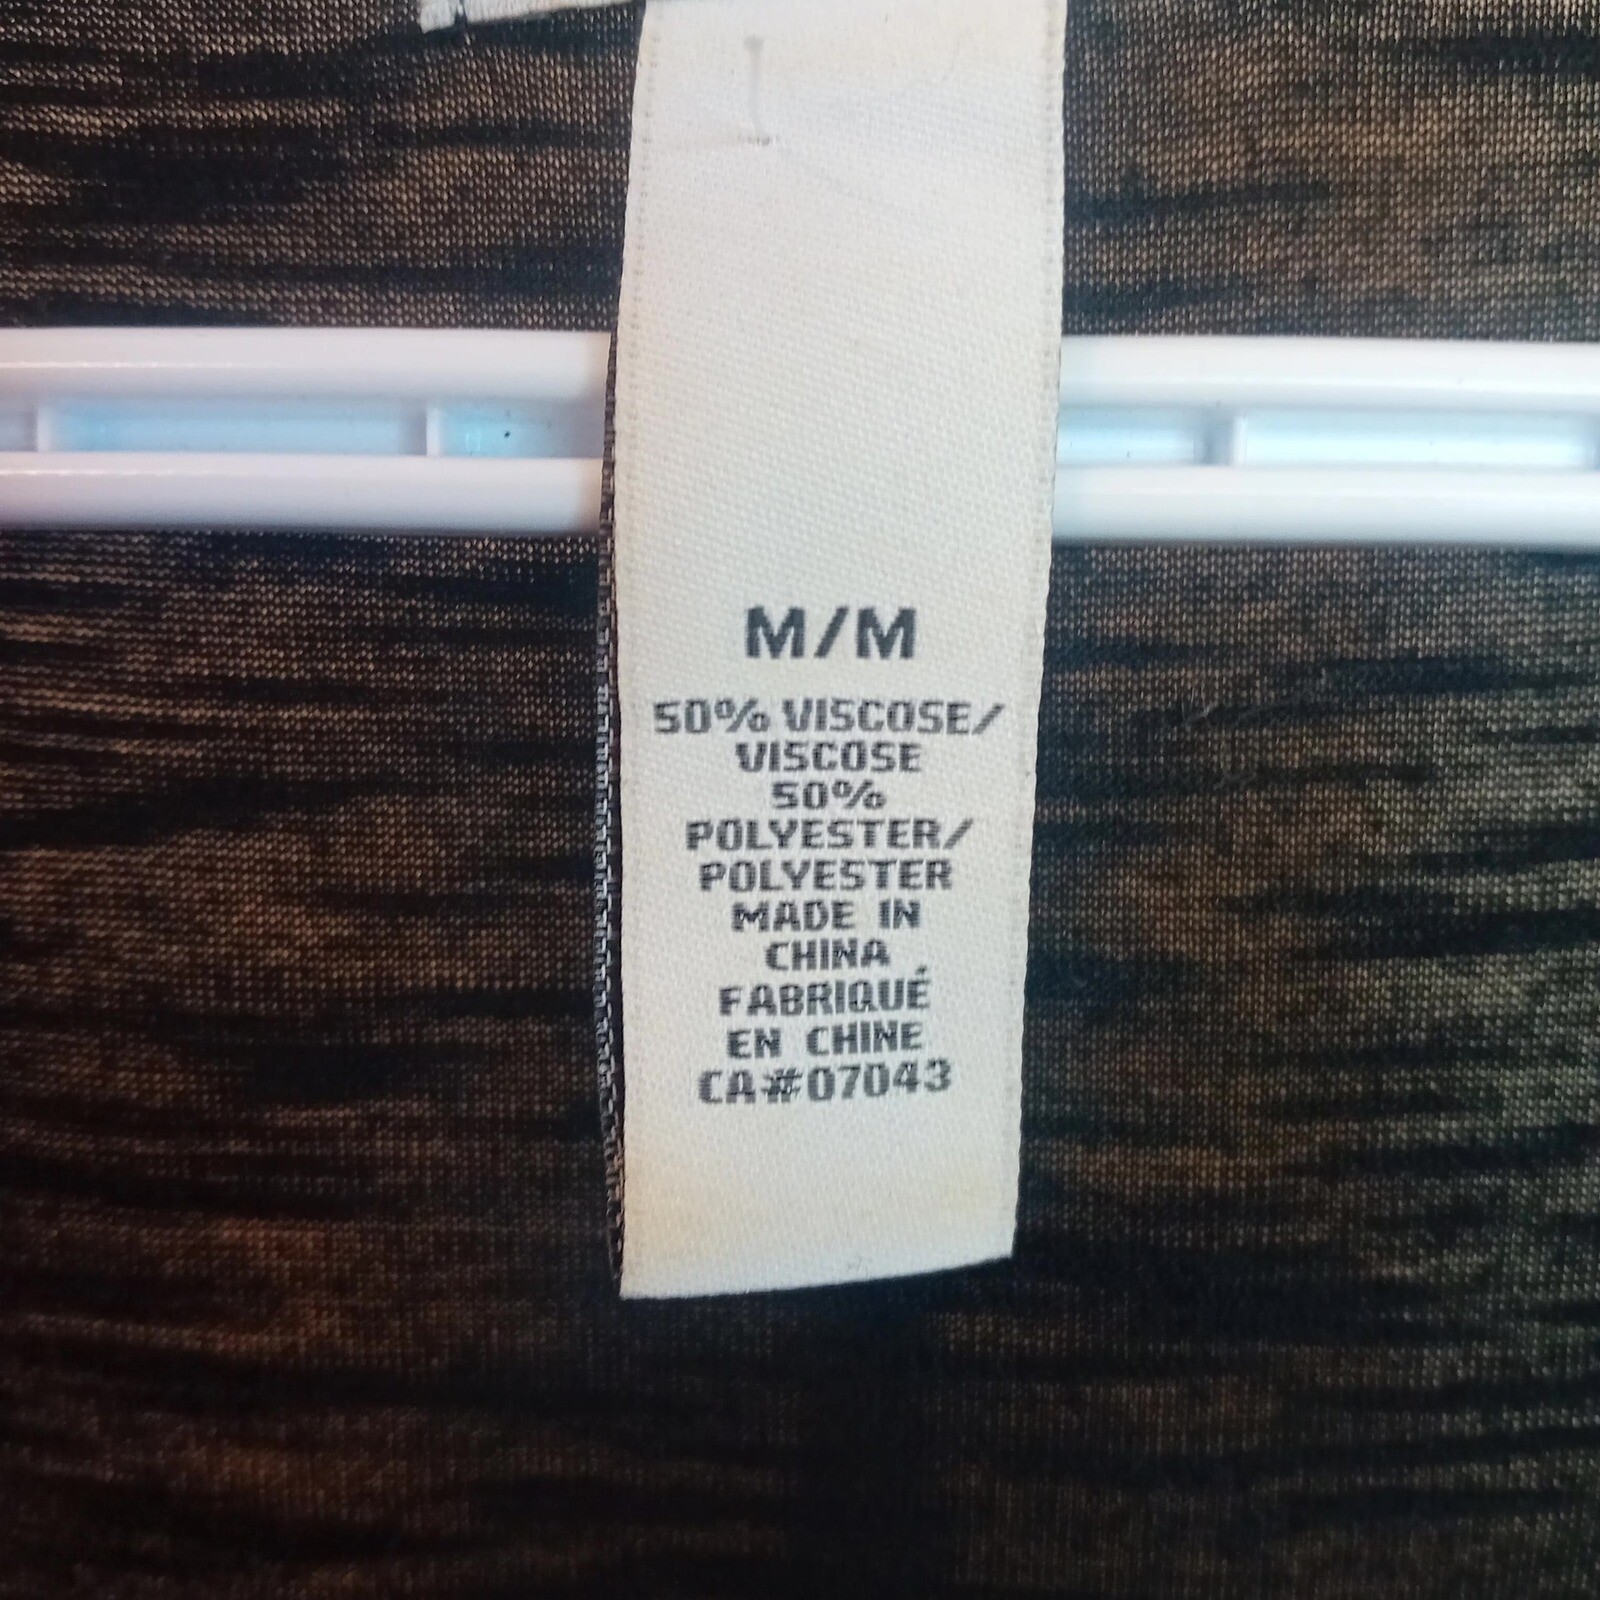 M/M
50% VISCOSE/
VISCOSE
50%
POLYESTER/
POLYESTER
MADE IN
CHINA
FABRIQUÉ
EN CHINE
CA#07043